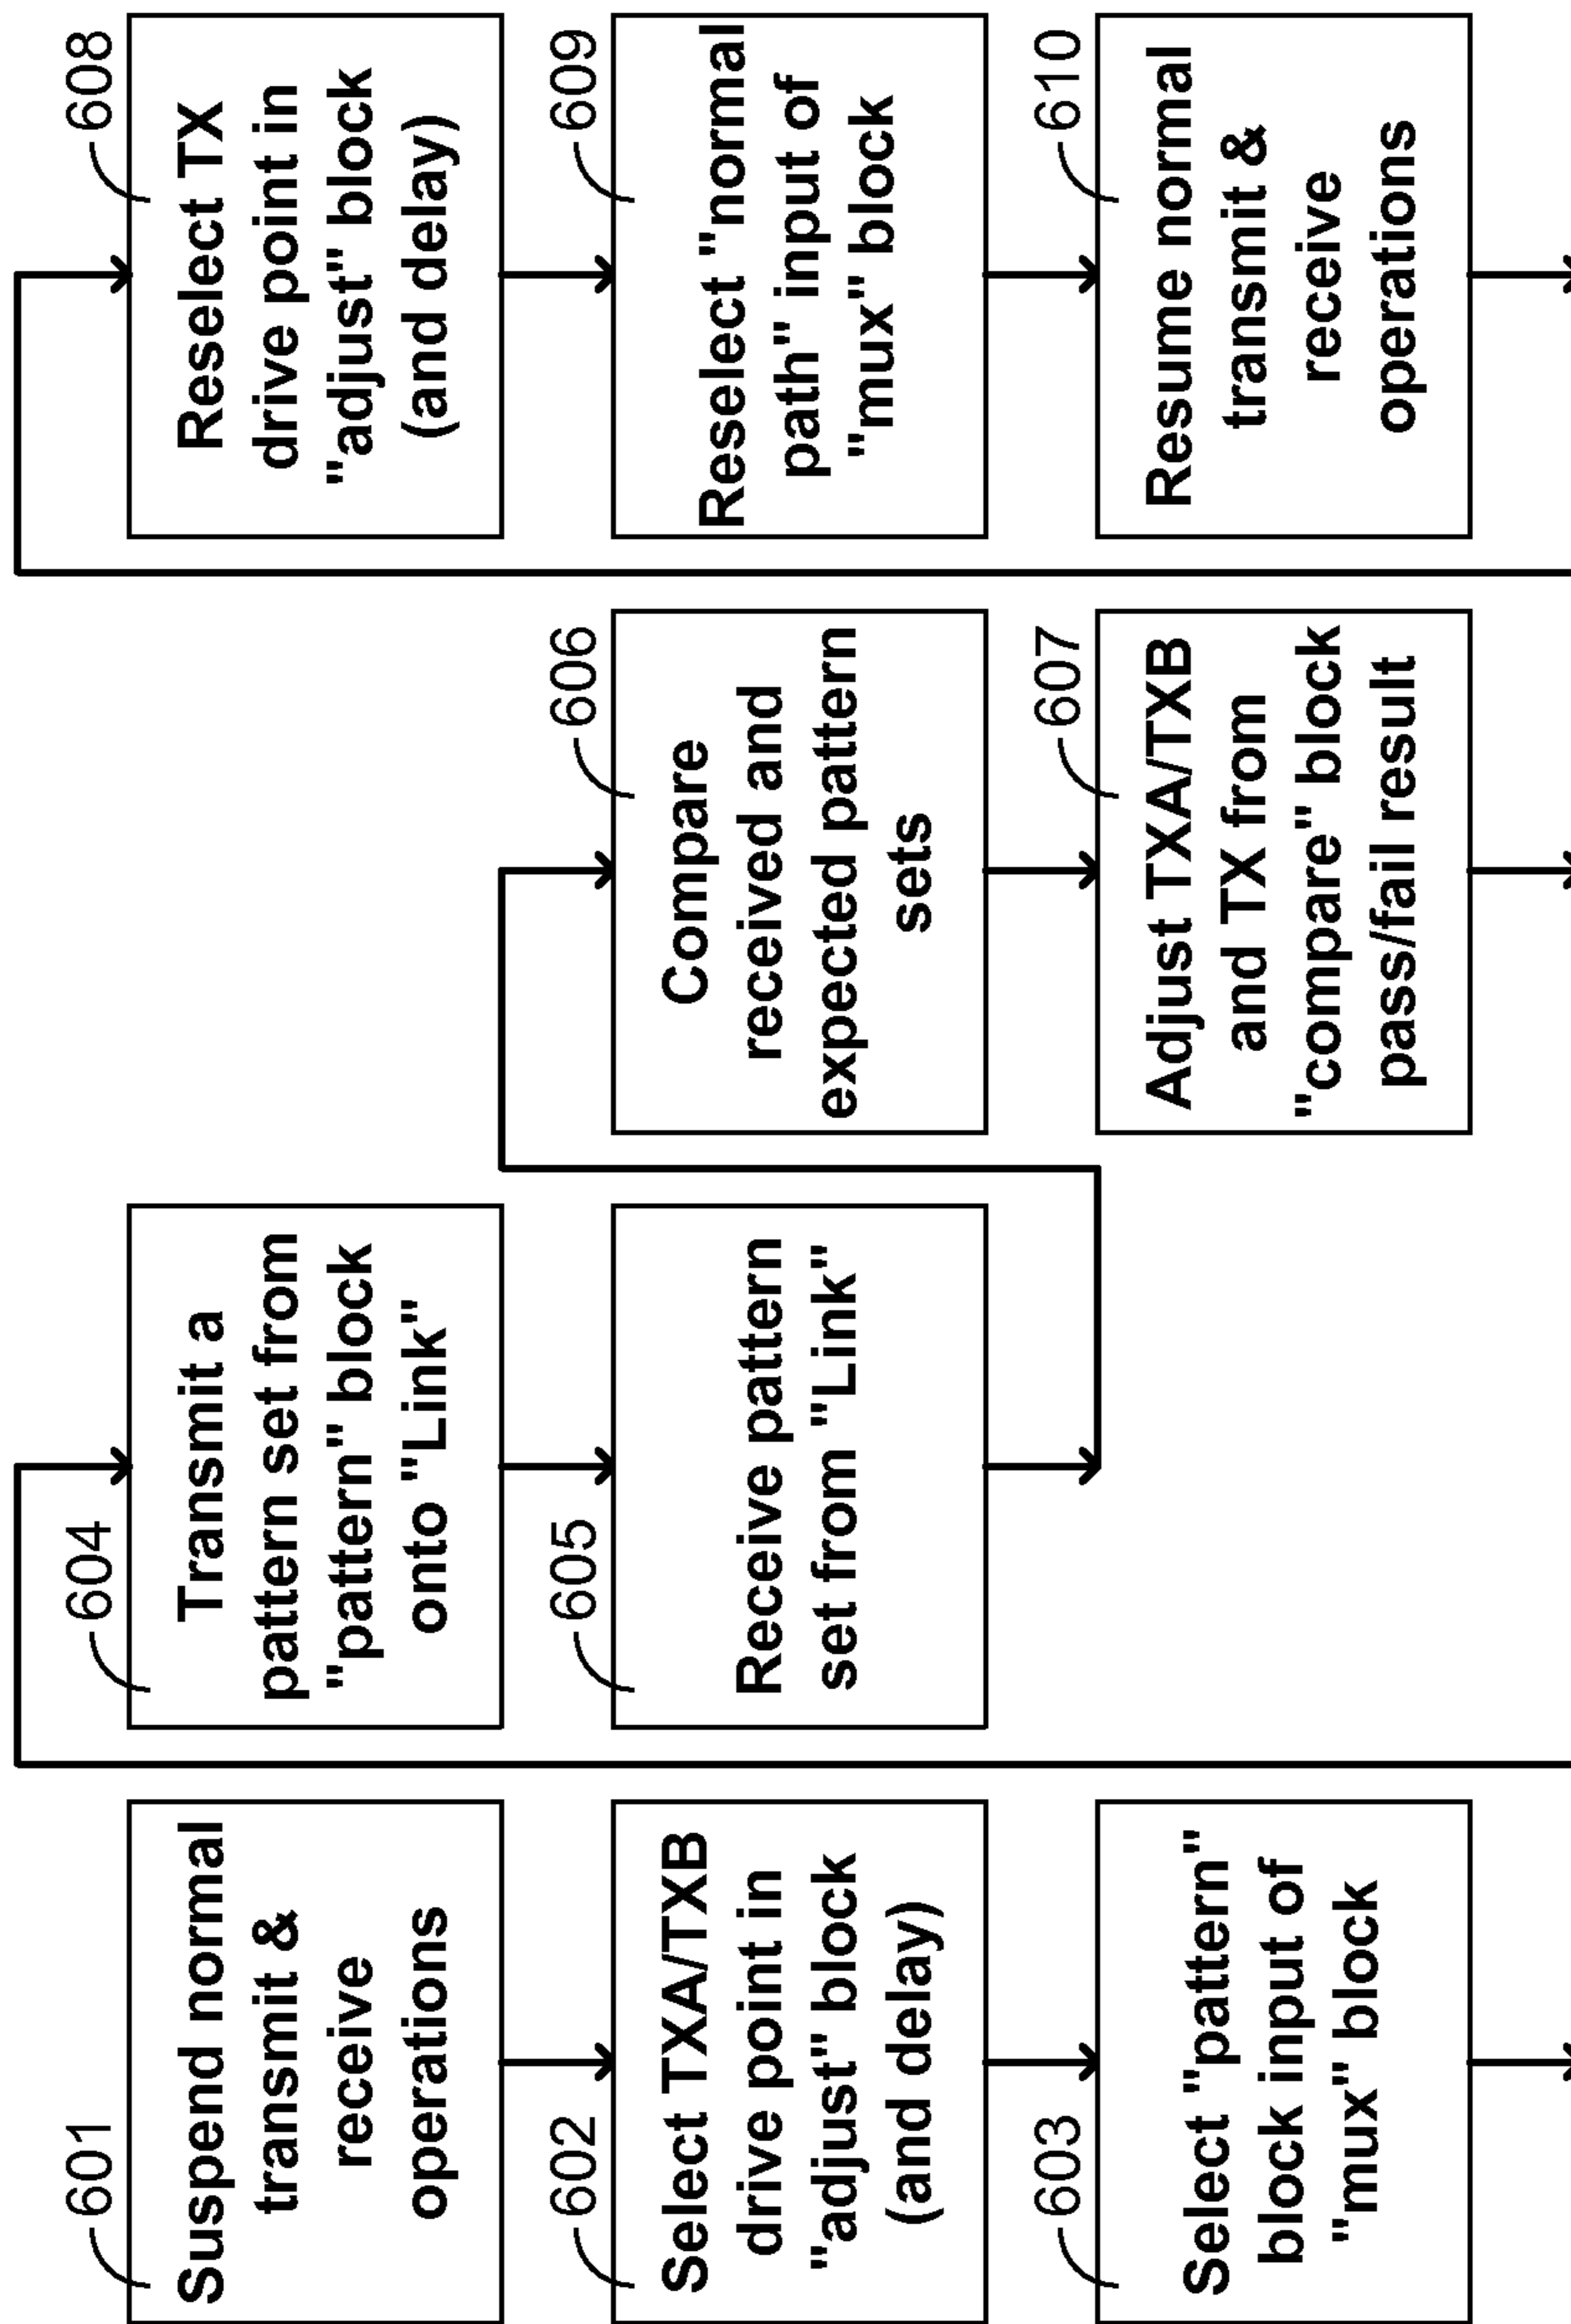 601
Suspend normal
transmit &
receive
operations
602
Select TXA/TXB
drive point in
"adjust" block
(and delay)
603
Select "pattern"
block input of
"mux" block
604
Transmit a
pattern set from
"pattern" block
onto "Link"
605
Receive pattern
set from "Link"
606
Compare
received and
expected pattern
sets
607
Adjust TXA/TXB
and TX from
"compare" block
pass/fail result
608
Reselect TX
drive point in
"adjust" block
(and delay)
609
Reselect "normal
path" input of
"mux" block
610
Resume normal
transmit &
receive
operations